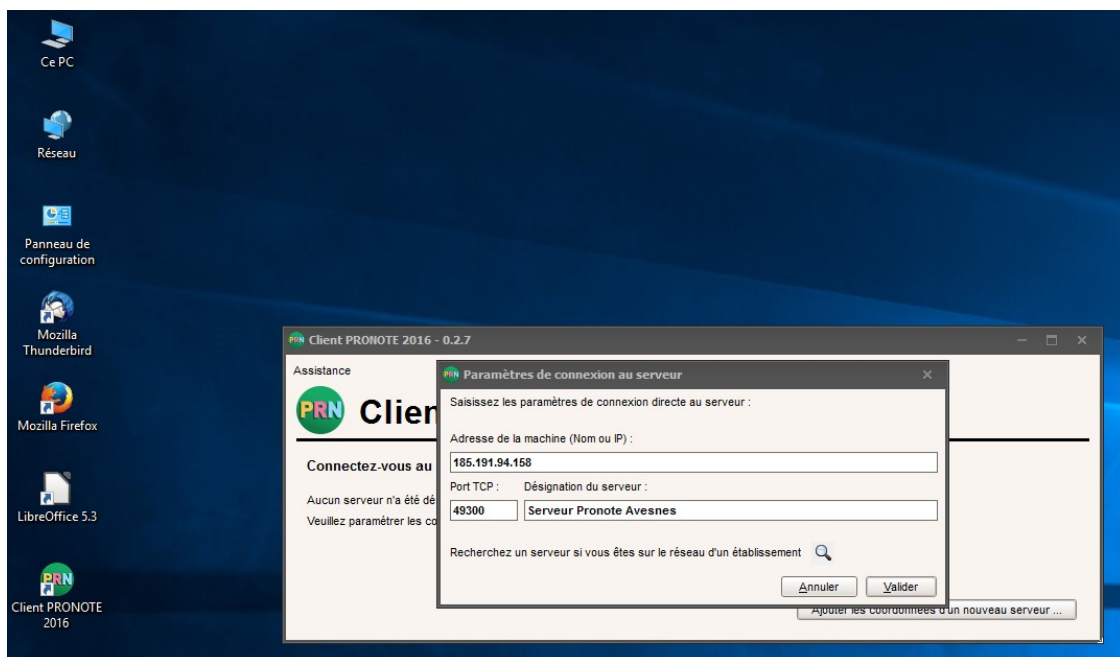 Ce PC
Réseau
Panneau de
configuration
Mozilla
Thunderbird
Mozilla Firefox
LibreOffice 5.3
PRN
Client PRONOTE
2016
PRN Client PRONOTE 2016 - 0.2.7
Assistance
PRN Clien
Connectez-vous au
Aucun serveur n'a été dé
Veuillez paramétrer les co
PRN Paramètres de connexion au serveur
Saisissez les paramètres de connexion directe au serveur :
Adresse de la machine (Nom ou IP) :
185.191.94.158
Port TCP : Désignation du serveur :
49300 Serveur Pronote Avesnes
Recherchez un serveur si vous êtes sur le réseau d'un établissement
Annuler Valider
Ajouter les coordonnées d'un nouveau serveur ...